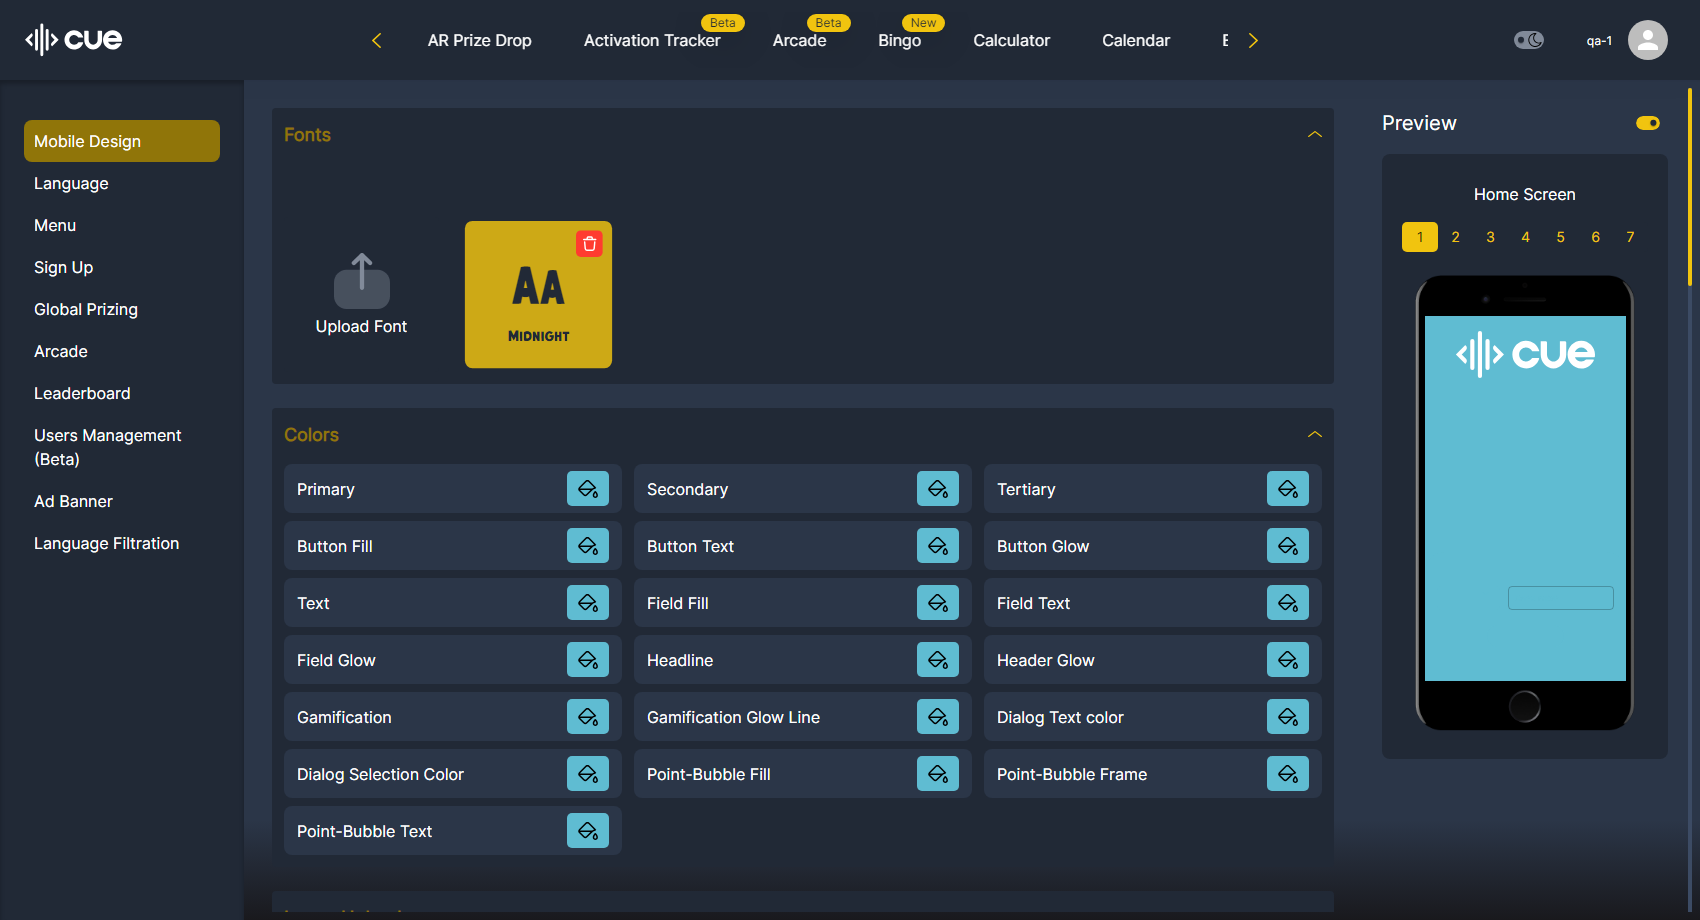 cue
AR Prize Drop
Activation Tracker
Beta
Arcade
Beta
Bingo
New
Calculator
Calendar
qa-1
Mobile Design
Language
Menu
Sign Up
Global Prizing
Arcade
Leaderboard
Users Management
(Beta)
Ad Banner
Language Filtration
Fonts
Upload Font
AA
MIDNIGHT
Colors
Primary
Secondary
Tertiary
Button Fill
Button Text
Button Glow
Text
Field Fill
Field Text
Field Glow
Headline
Header Glow
Gamification
Gamification Glow Line
Dialog Text color
Dialog Selection Color
Point-Bubble Fill
Point-Bubble Frame
Point-Bubble Text
Preview
Home Screen
1 2 3 4 5 6 7
cue